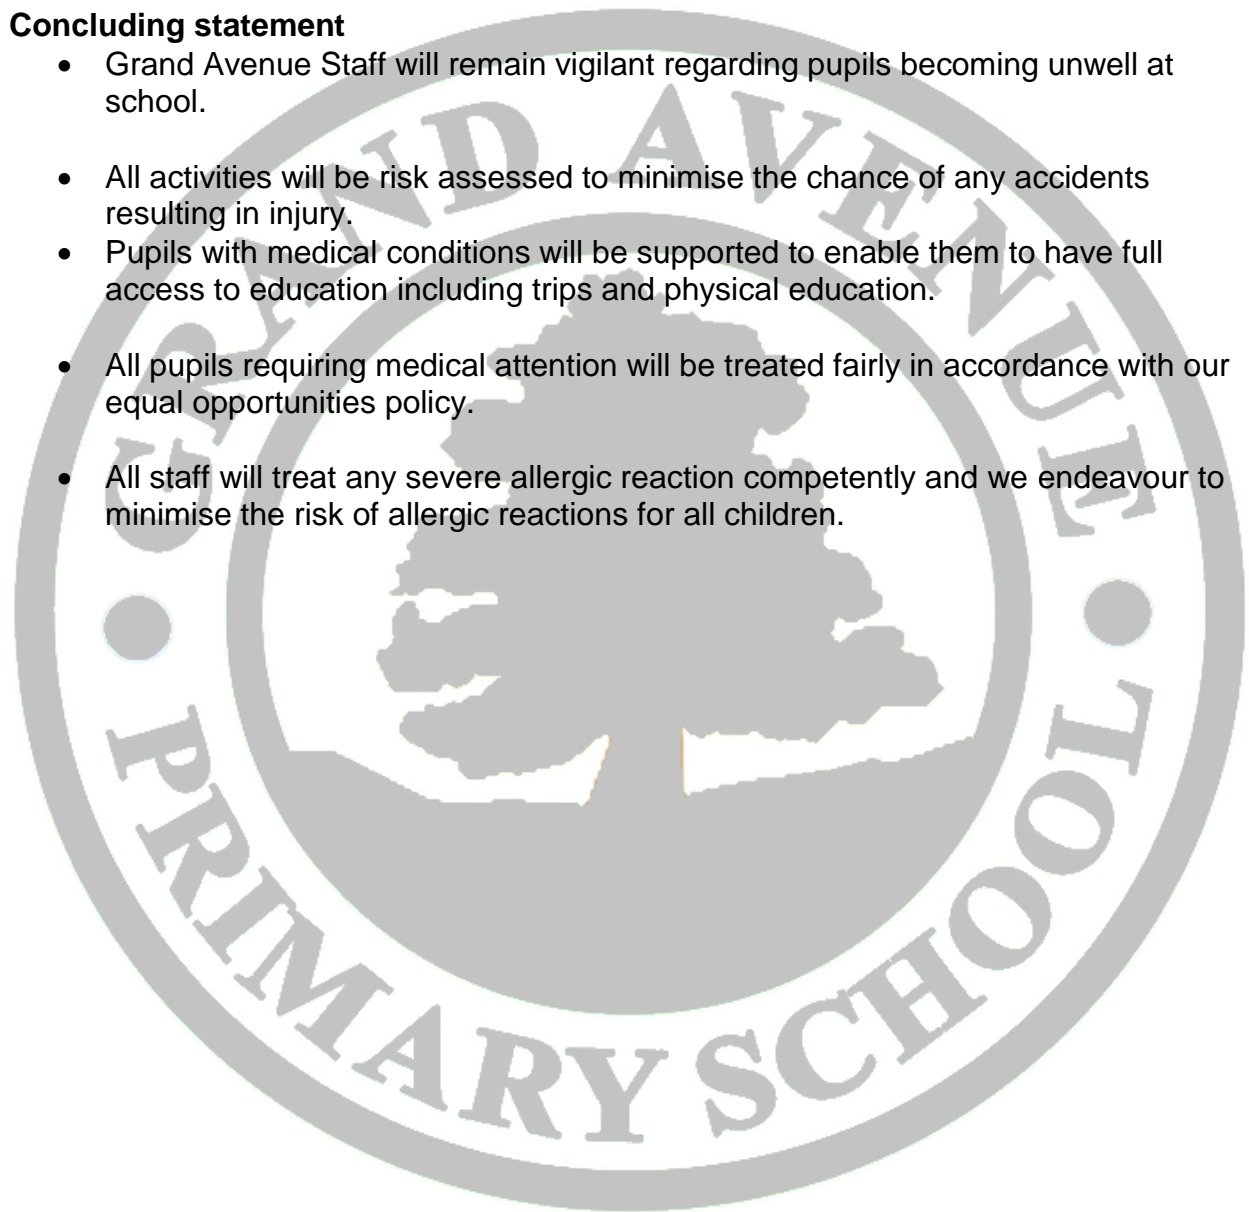 Concluding statement
• Grand Avenue Staff will remain vigilant regarding pupils becoming unwell at
school.
• All activities will be risk assessed to minimise the chance of any accidents
resulting in injury.
• Pupils with medical conditions will be supported to enable them to have full
access to education including trips and physical education.
• All pupils requiring medical attention will be treated fairly in accordance with our
equal opportunities policy.
• All staff will treat any severe allergic reaction competently and we endeavour to
minimise the risk of allergic reactions for all children.
GRAND AVENUE
PRIMARY SCHOOL